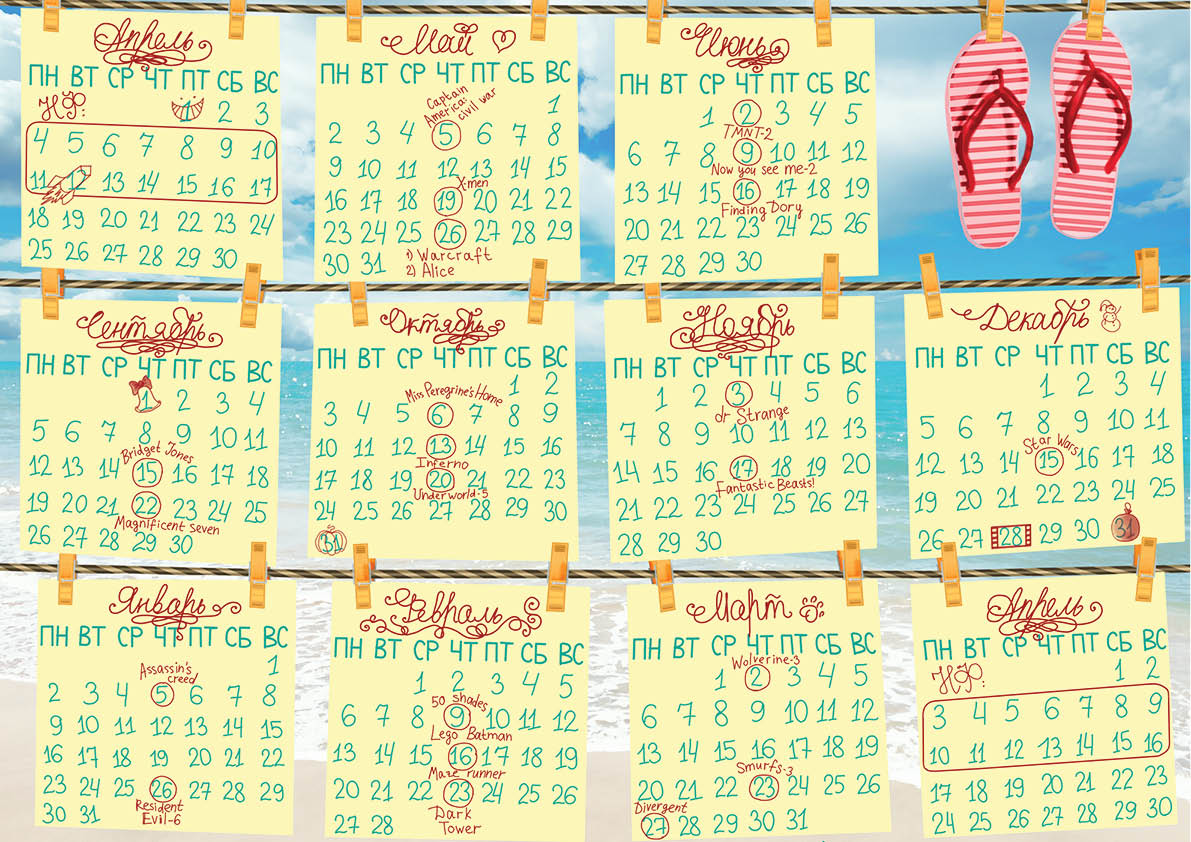 Апрель
ПН ВТ СР ЧТ ПТ СБ ВС
НФ: 1 2 3
4 5 6 7 8 9 10
11 12 13 14 15 16 17
18 19 20 21 22 23 24
25 26 27 28 29 30
Май
ПН ВТ СР ЧТ ПТ СБ ВС
Captain
America:
civil war
1
2 3 4 5 6 7 8
9 10 11 12 13 14 15
X-men
16 17 18 19 20 21 22
23 24 25 26 27 28 29
30 31 1) Warcraft
2) Alice
Июнь
ПН ВТ СР ЧТ ПТ СБ ВС
1 2 3 4 5
TMNT-2
6 7 8 9 10 11 12
Now you see me-2
13 14 15 16 17 18 19
Finding Dory
20 21 22 23 24 25 26
27 28 29 30
Сентябрь
ПН ВТ СР ЧТ ПТ СБ ВС
1 2 3 4
5 6 7 8 9 10 11
Bridget Jones
12 13 14 15 16 17 18
19 20 21 22 23 24 25
Magnificent seven
26 27 28 29 30
Октябрь
ПН ВТ СР ЧТ ПТ СБ ВС
1 2
Miss Peregrine's Home
3 4 5 6 7 8 9
10 11 12 13 14 15 16
Inferno
17 18 19 20 21 22 23
Underworld-5
24 25 26 27 28 29 30
31
Ноябрь
ПН ВТ СР ЧТ ПТ СБ ВС
1 2 3 4 5 6
dr Strange
7 8 9 10 11 12 13
14 15 16 17 18 19 20
Fantastic Beasts!
21 22 23 24 25 26 27
28 29 30
Декабрь
ПН ВТ СР ЧТ ПТ СБ ВС
1 2 3 4
5 6 7 8 9 10 11
Star Wars
12 13 14 15 16 17 18
19 20 21 22 23 24 25
26 27 28 29 30 31
Январь
ПН ВТ СР ЧТ ПТ СБ ВС
1
Assassin's
creed
2 3 4 5 6 7 8
9 10 11 12 13 14 15
16 17 18 19 20 21 22
23 24 25 26 27 28 29
Resident
Evil-6
30 31
Февраль
ПН ВТ СР ЧТ ПТ СБ ВС
1 2 3 4 5
50 shades
6 7 8 9 10 11 12
Lego Batman
13 14 15 16 17 18 19
Maze runner
20 21 22 23 24 25 26
Dark
Tower
27 28
Март
ПН ВТ СР ЧТ ПТ СБ ВС
Wolverine-3
1 2 3 4 5
6 7 8 9 10 11 12
13 14 15 16 17 18 19
Smurfs-3
20 21 22 23 24 25 26
Divergent
27 28 29 30 31
Апрель
ПН ВТ СР ЧТ ПТ СБ ВС
НФ: 1 2
3 4 5 6 7 8 9
10 11 12 13 14 15 16
17 18 19 20 21 22 23
24 25 26 27 28 29 30